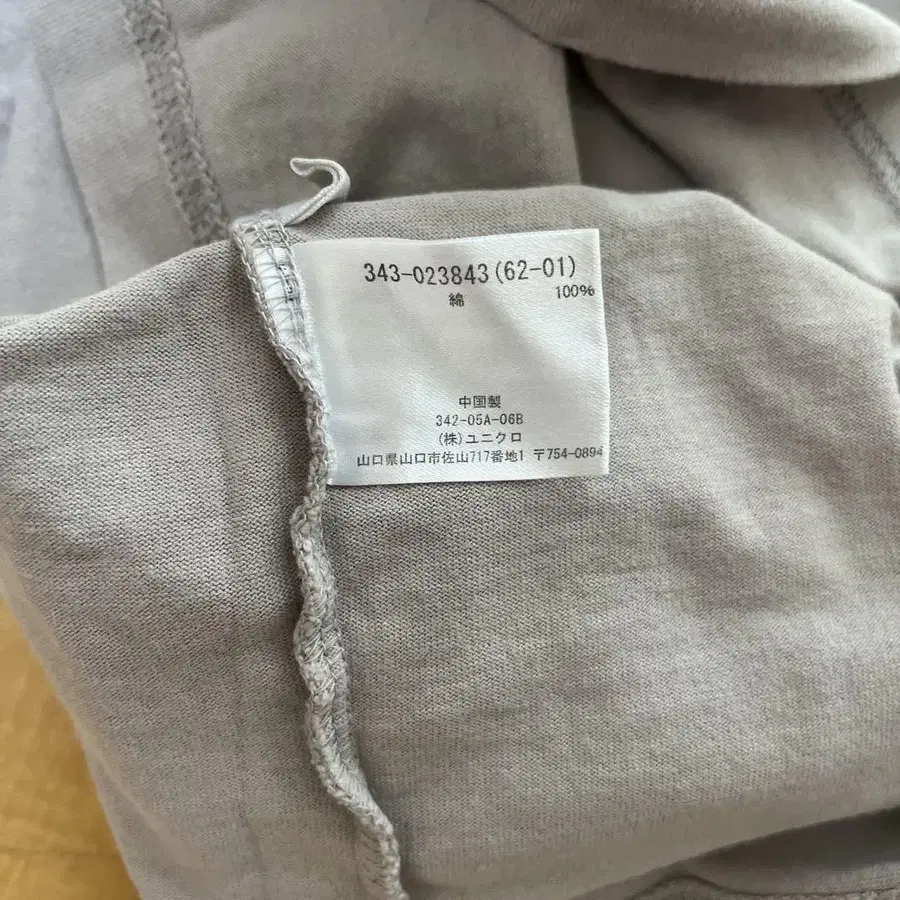 343-023843(62-01)
綿 100%
中国製
342-05A-06B
(株)ユニクロ
山口県山口市佐山717番地1 〒754-0894